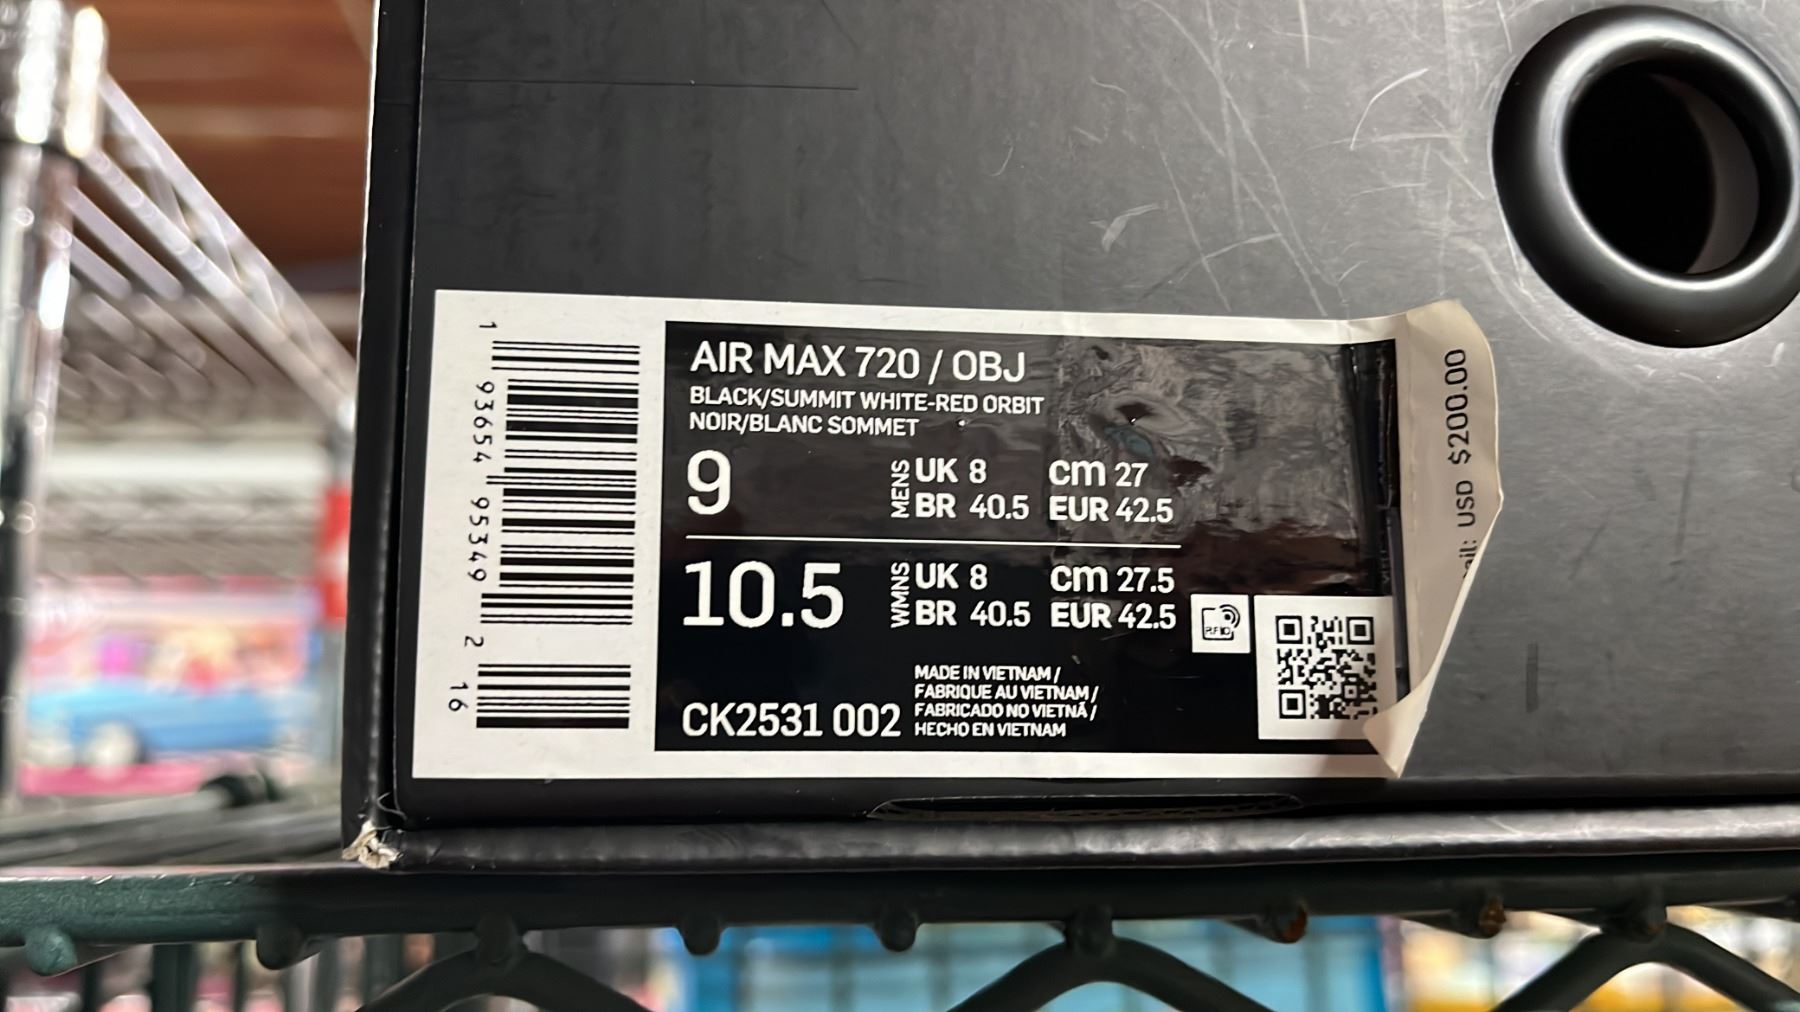 AIR MAX 720 / OBJ
BLACK/SUMMIT WHITE-RED ORBIT
NOIR/BLANC SOMMET
9 MENS UK 8 cm 27
BR 40.5 EUR 42.5
10.5 WMNS UK 8 cm 27.5
BR 40.5 EUR 42.5
RFID
MADE IN VIETNAM /
FABRIQUE AU VIETNAM /
FABRICADO NO VIETNÃ /
HECHO EN VIETNAM
CK2531 002
1 93654 95349 2 16
USD $200.00